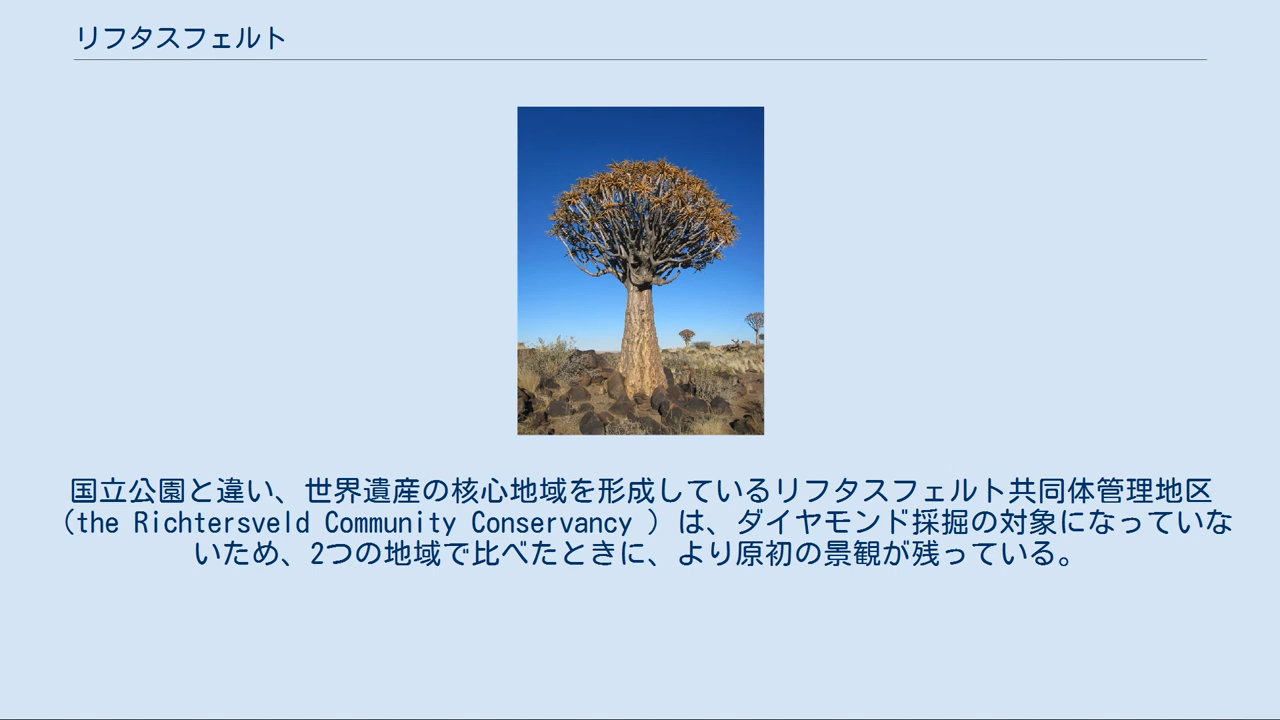 リフタスフェルト
国立公園と違い、世界遺産の核心地域を形成しているリフタスフェルト共同体管理地区
（the Richtersveld Community Conservancy ）は、ダイヤモンド採掘の対象になっていな
いため、2つの地域で比べたときに、より原初の景観が残っている。